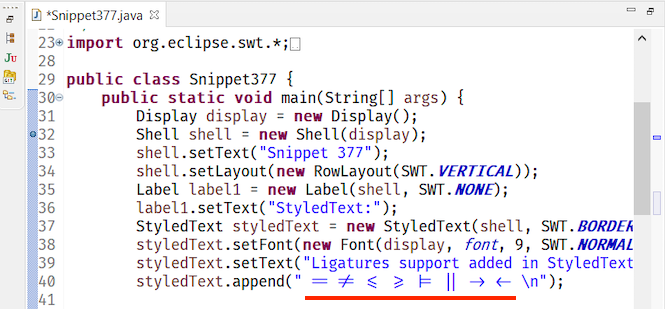 *Snippet377.java
23 import org.eclipse.swt.*;
28
29 public class Snippet377 {
30 public static void main(String[] args) {
31 Display display = new Display();
32 Shell shell = new Shell(display);
33 shell.setText("Snippet 377");
34 shell.setLayout(new RowLayout(SWT.VERTICAL));
35 Label label1 = new Label(shell, SWT.NONE);
36 label1.setText("StyledText:");
37 StyledText styledText = new StyledText(shell, SWT.BORDER
38 styledText.setFont(new Font(display, font, 9, SWT.NORMAL
39 styledText.setText("Ligatures support added in StyledText
40 styledText.append(" = ≠ ⩽ ⩾ ⊨ || → ← \n");
41